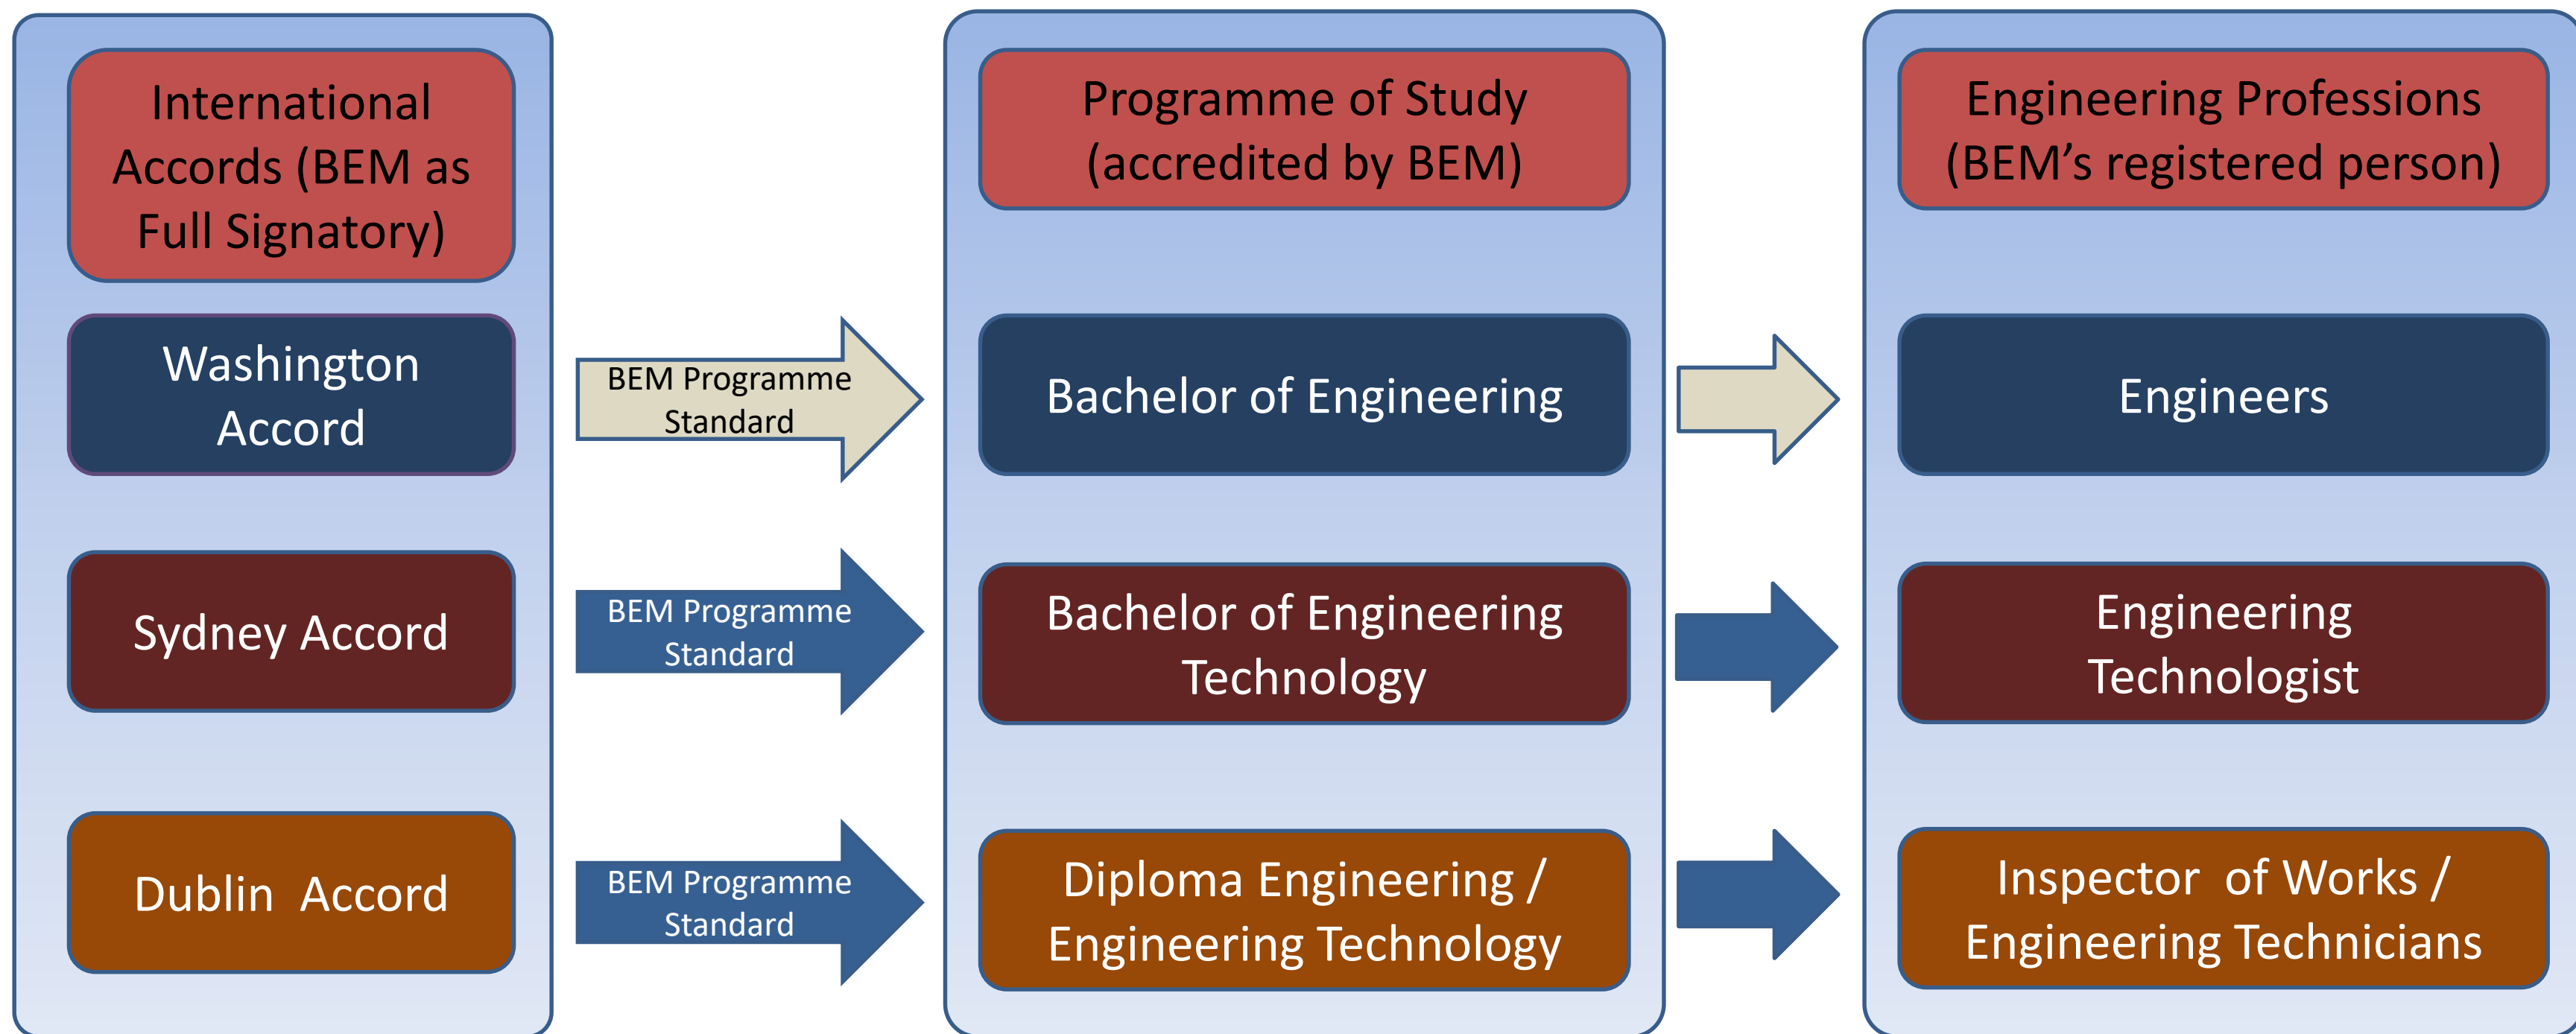 International
Accords (BEM as
Full Signatory)
Programme of Study
(accredited by BEM)
Engineering Professions
(BEM’s registered person)
Washington
Accord
BEM Programme
Standard
Bachelor of Engineering
Engineers
Sydney Accord
BEM Programme
Standard
Bachelor of Engineering
Technology
Engineering
Technologist
Dublin  Accord
BEM Programme
Standard
Diploma Engineering /
Engineering Technology
Inspector  of Works /
Engineering Technicians